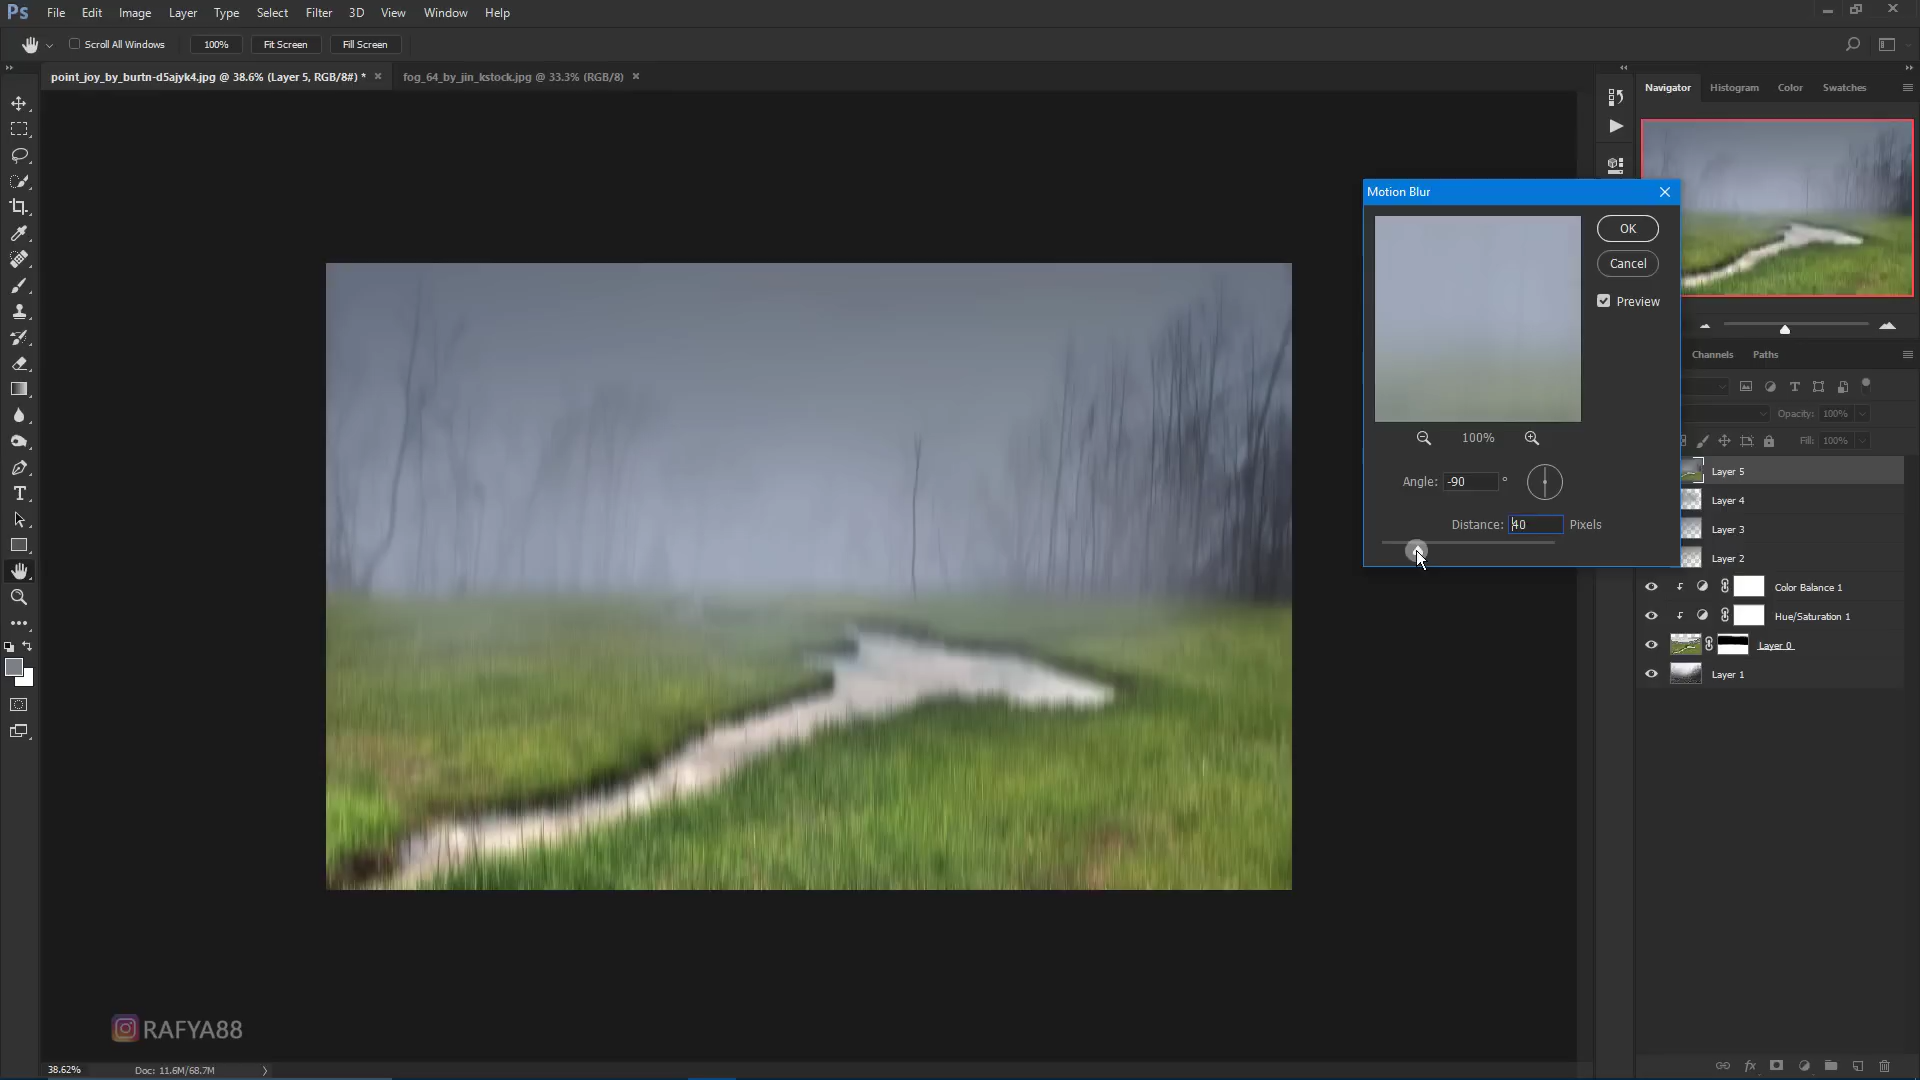 Ps File Edit Image Layer Type Select Filter 3D View Window Help
Scroll All Windows 100% Fit Screen Fill Screen
point_joy_by_burtn-d5ajyk4.jpg @ 38.6% (Layer 5, RGB/8#) * fog_64_by_jin_kstock.jpg @ 33.3% (RGB/8)
Navigator Histogram Color Swatches
Motion Blur
OK
Cancel
Preview
100%
Angle: -90 °
Distance: 40 Pixels
Channels Paths
Opacity: 100%
Fill: 100%
Layer 5
Layer 4
Layer 3
Layer 2
Color Balance 1
Hue/Saturation 1
Layer 0
Layer 1
RAFYA88
38.62% Doc: 11.6M/68.7M